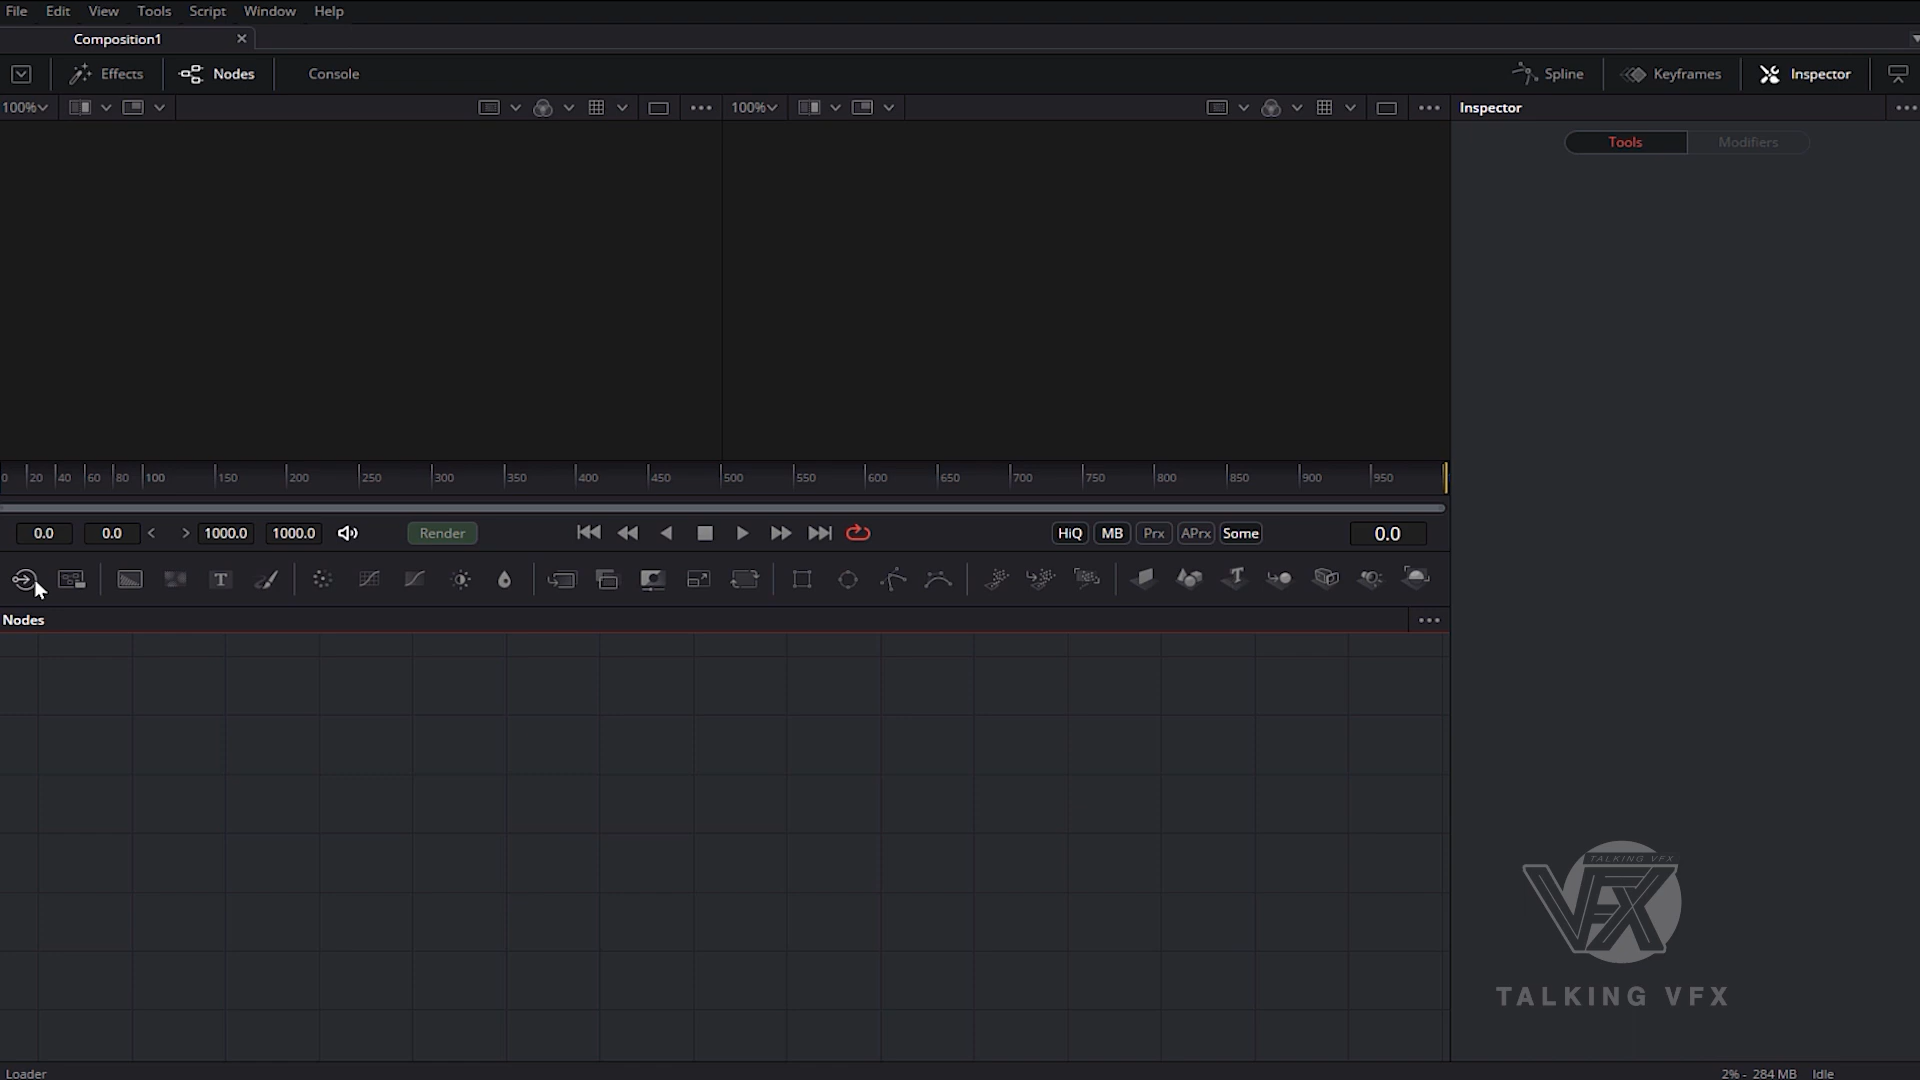 File Edit View Tools Script Window Help
Composition1
Effects Nodes Console Spline Keyframes Inspector
100% 100% Inspector
Tools Modifiers
0 20 40 60 80 100 150 200 250 300 350 400 450 500 550 600 650 700 750 800 850 900 950
0.0 0.0 < > 1000.0 1000.0 Render HiQ MB Prx APrx Some 0.0
T T
Nodes
TALKING VFX
VFX
TALKING VFX
Loader 2% - 284 MB Idle